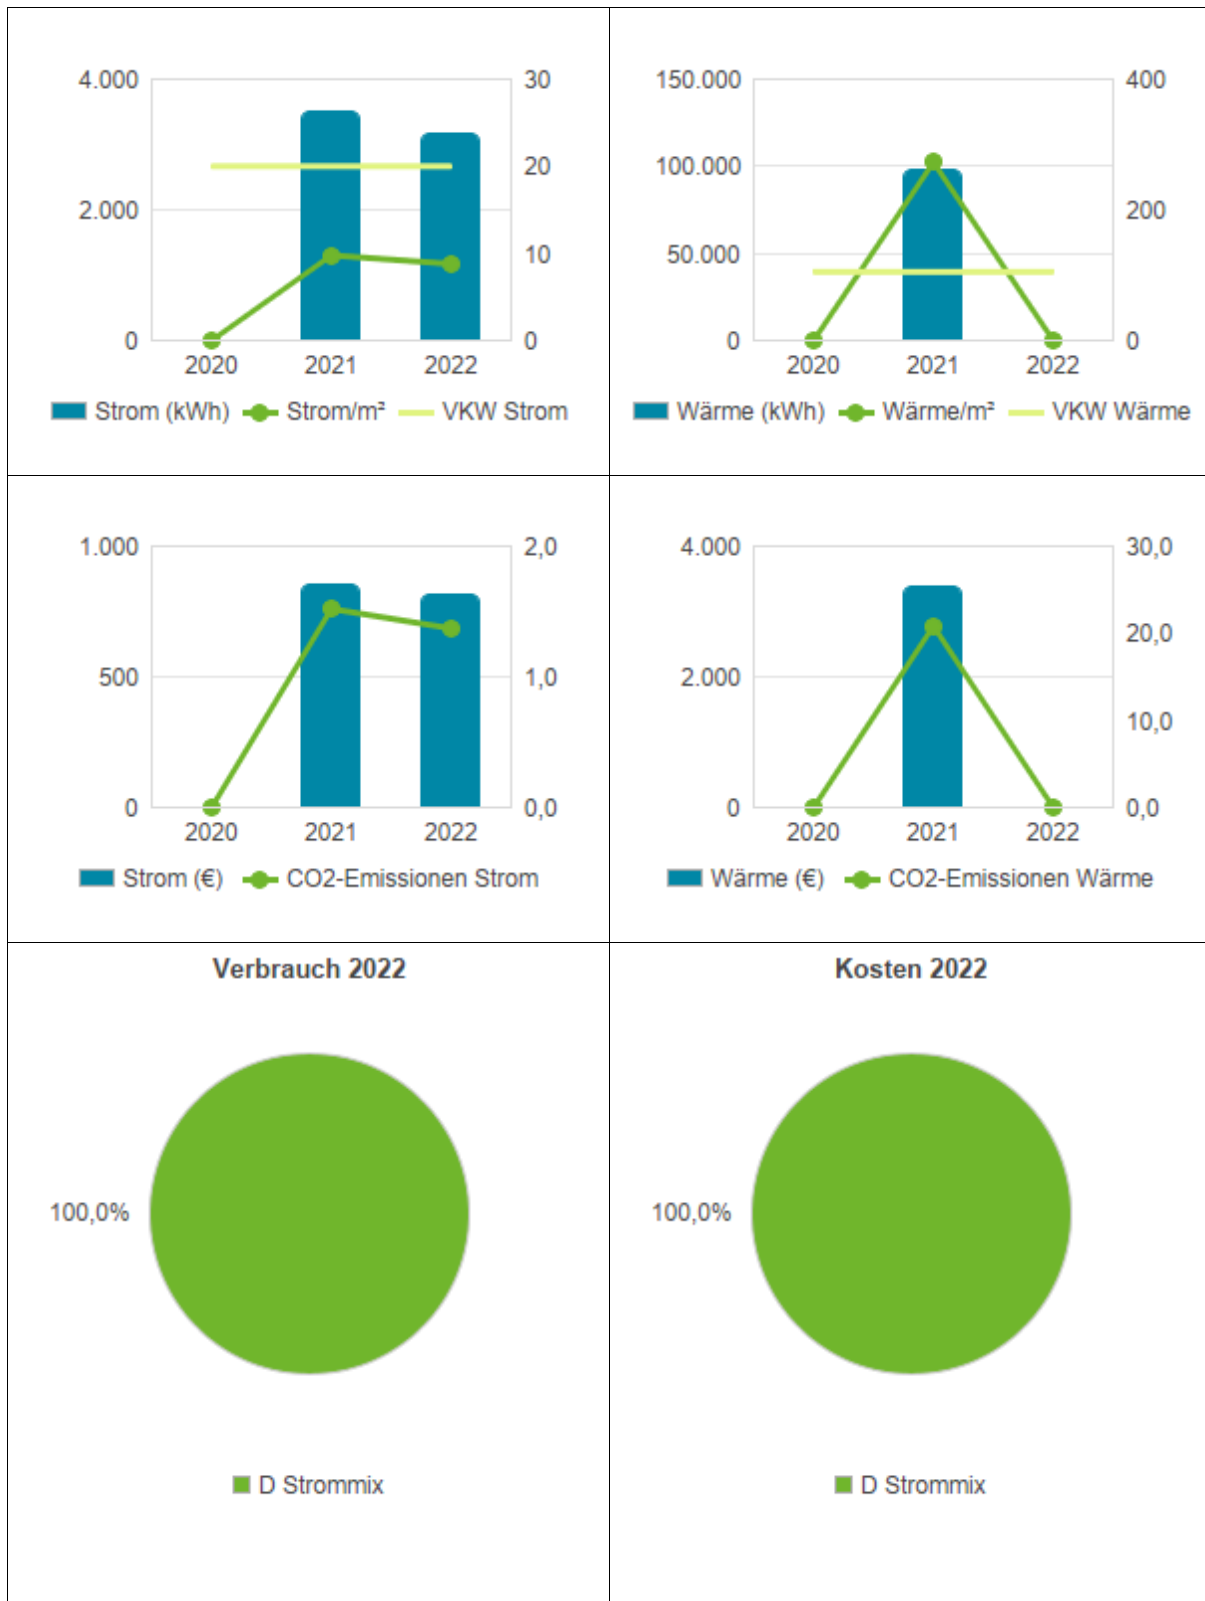 4.000 30
20
2.000
10
0 0
2020 2021 2022
Strom (kWh) Strom/m² VKW Strom
150.000 400
100.000
200
50.000
0 0
2020 2021 2022
Wärme (kWh) Wärme/m² VKW Wärme
1.000 2,0
500 1,0
0 0,0
2020 2021 2022
Strom (€) CO2-Emissionen Strom
4.000 30,0
20,0
2.000
10,0
0 0,0
2020 2021 2022
Wärme (€) CO2-Emissionen Wärme
Verbrauch 2022
100,0%
D Strommix
Kosten 2022
100,0%
D Strommix